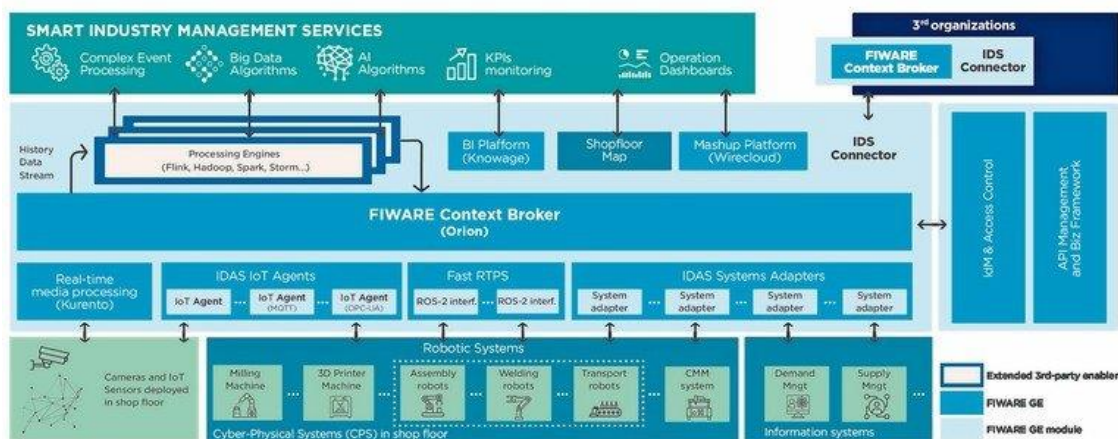 SMART INDUSTRY MANAGEMENT SERVICES
Complex Event
Processing
Big Data
Algorithms
AI
Algorithms
KPIs
monitoring
Operation
Dashboards
3rd organizations
FIWARE
Context Broker
IDS
Connector
History
Data
Stream
Processing Engines
(Flink, Hadoop, Spark, Storm...)
BI Plafform
(Knowage)
Shopfloor
Map
Mashup Platform
(Wirecloud)
IDS
Connector
FIWARE Context Broker
(Orion)
IdM & Access Control
API Management
and Biz Framework
Real-time
media processing
(Kurento)
IDAS IoT Agents
IoT Agent
...
IoT Agent
(MQTT)
...
IoT Agent
(OPC-UA)
Fast RTPS
ROS-2 interf.
...
ROS-2 interf.
IDAS Systems Adapters
System
adapter
...
System
adapter
...
System
adapter
...
System
adapter
Cameras and IoT
Sensors deployed
in shop floor
Robotic Systems
Milling
Machine
...
3D Printer
Machine
...
Assembly
robots
Welding
robots
Transport
robots
...
CMM
system
...
Cyber-Physical Systems (CPS) in shop floor
Demand
Mngt
...
Supply
Mngt
...
Information systems
Extended 3rd-party enabler
FIWARE GE
FIWARE GE module